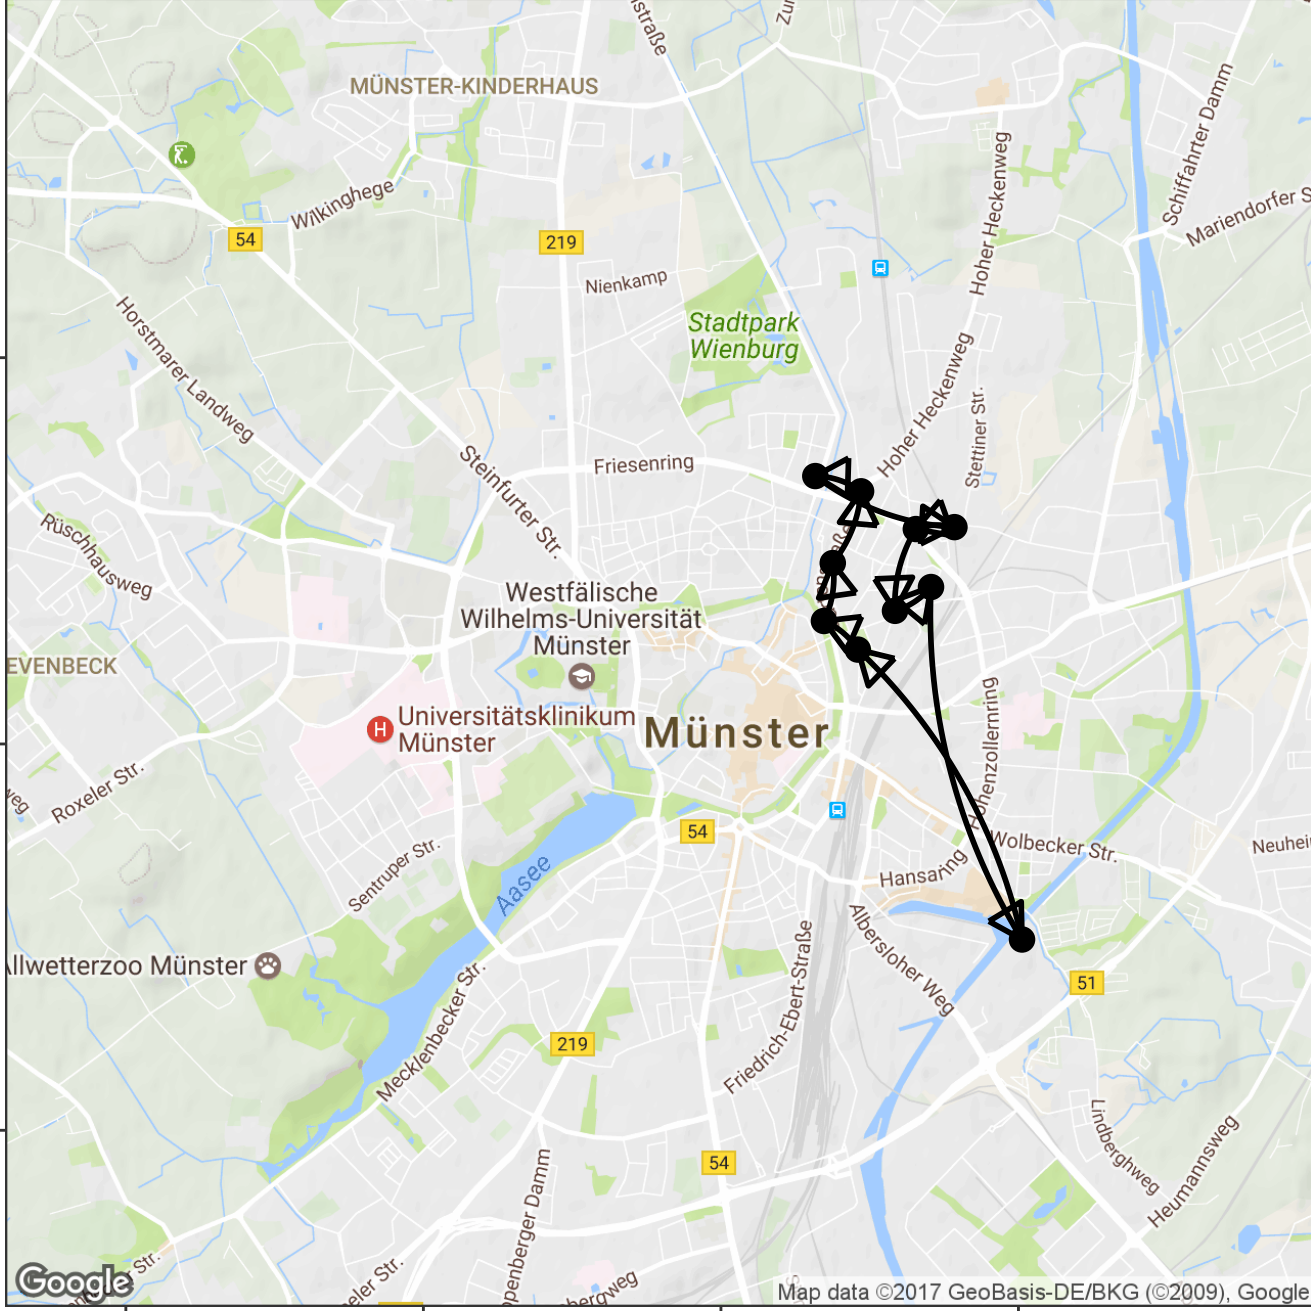 MÜNSTER-KINDERHAUS
Schiffahrter Damm
Hoher Heckenweg
Wilkinghege
Mariendorfer S
54
219
Nienkamp
Stadtpark
Wienburg
Horstmarer Landweg
Hoher Heckenweg
Stettiner Str.
Steinfurter Str.
Friesenring
Rüschhausweg
Westfälische
Wilhelms-Universität
Münster
EVENBECK
Universitätsklinikum
Münster
H
Münster
Hohenzollernring
Roxeler Str.
weg
54
Wolbecker Str.
Neuhei
Sentruper Str.
Aasee
Hansaring
Albersloher Weg
Friedrich-Ebert-Straße
Allwetterzoo Münster
51
Mecklenbecker Str.
219
Lindberghweg
Heumannsweg
54
Google
Map data ©2017 GeoBasis-DE/BKG (©2009), Google